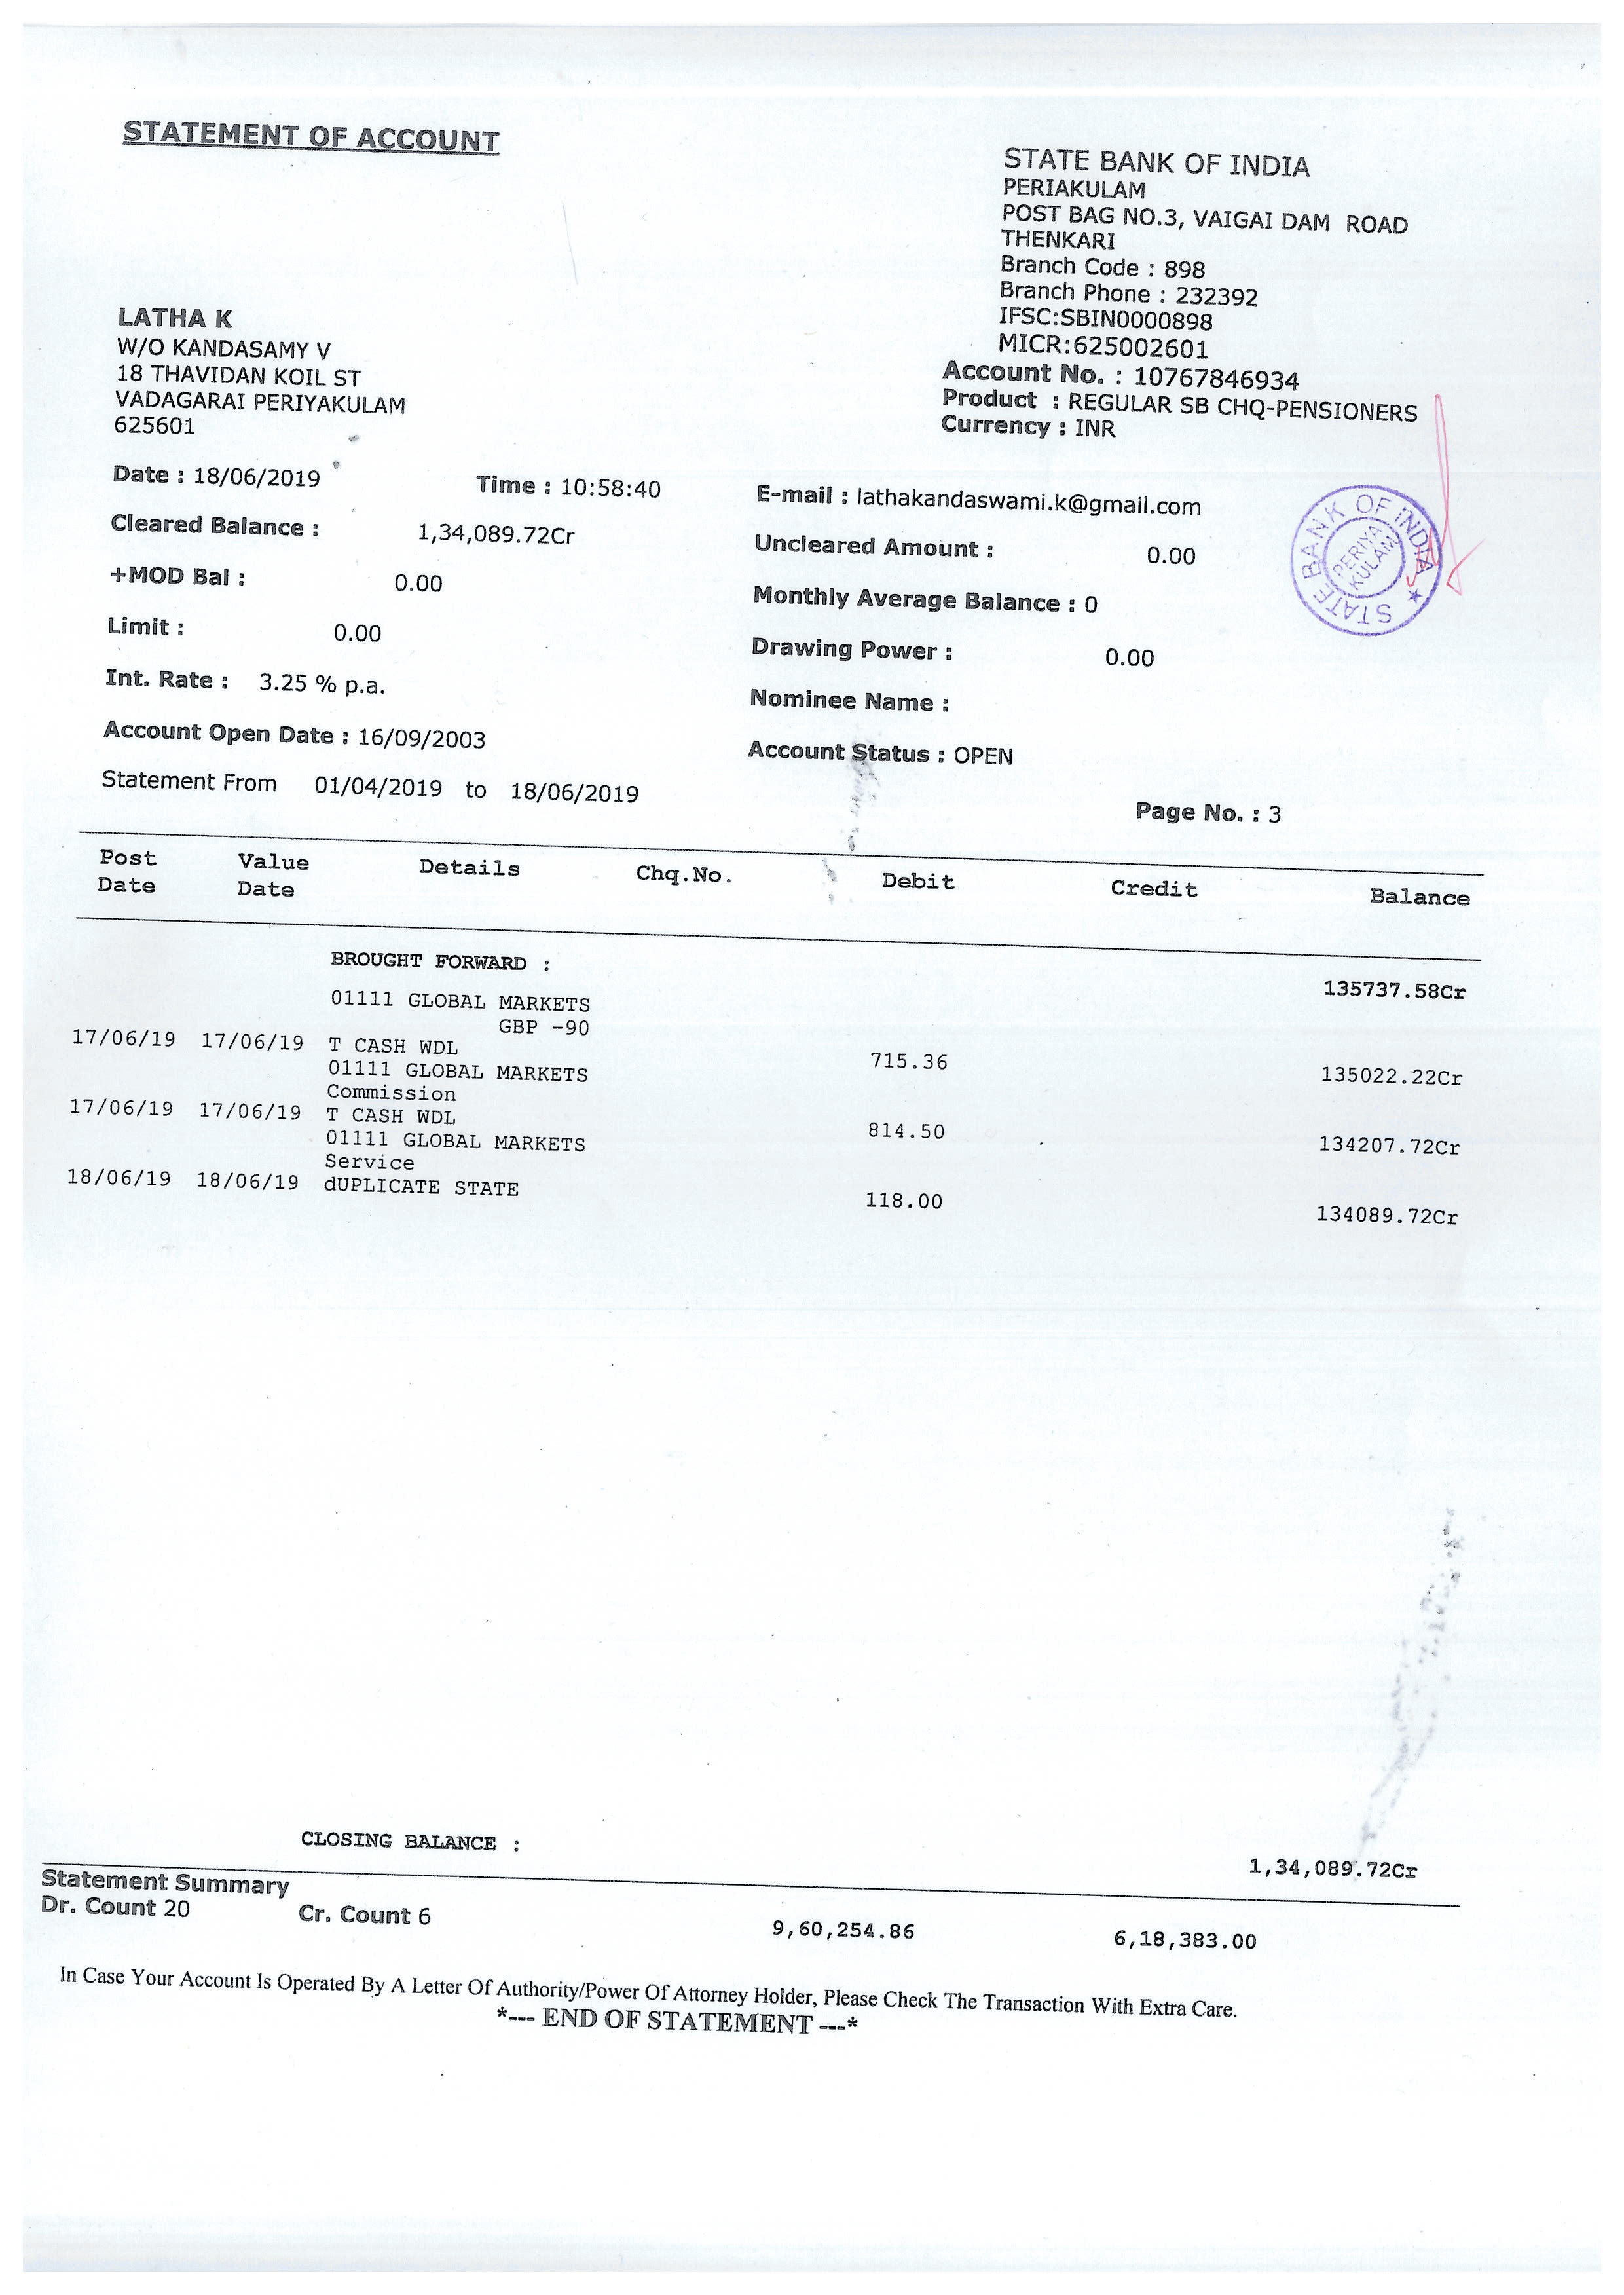 STATEMENT OF ACCOUNT
STATE BANK OF INDIA
PERIAKULAM
POST BAG NO.3, VAIGAI DAM ROAD
THENKARI
Branch Code : 898
Branch Phone : 232392
IFSC:SBIN0000898
MICR:625002601
Account No. : 10767846934
Product : REGULAR SB CHQ-PENSIONERS
Currency : INR
LATHA K
W/O KANDASAMY V
18 THAVIDAN KOIL ST
VADAGARAI PERIYAKULAM
625601
Date : 18/06/2019 Time : 10:58:40 E-mail : lathakandaswami.k@gmail.com
Cleared Balance : 1,34,089.72Cr Uncleared Amount : 0.00
+MOD Bal : 0.00 Monthly Average Balance : 0
Limit : 0.00 Drawing Power : 0.00
Int. Rate : 3.25 % p.a. Nominee Name :
Account Open Date : 16/09/2003 Account Status : OPEN
Statement From 01/04/2019 to 18/06/2019 Page No. : 3
STATE BANK OF INDIA ★
PERIYA
KULAM
Post Value Details Chq.No. Debit Credit Balance
Date Date
BROUGHT FORWARD : 135737.58Cr
01111 GLOBAL MARKETS
GBP -90
17/06/19 17/06/19 T CASH WDL 715.36 135022.22Cr
01111 GLOBAL MARKETS
Commission
17/06/19 17/06/19 T CASH WDL 814.50 134207.72Cr
01111 GLOBAL MARKETS
Service
18/06/19 18/06/19 dUPLICATE STATE 118.00 134089.72Cr
CLOSING BALANCE : 1,34,089.72Cr
Statement Summary
Dr. Count 20 Cr. Count 6 9,60,254.86 6,18,383.00
In Case Your Account Is Operated By A Letter Of Authority/Power Of Attorney Holder, Please Check The Transaction With Extra Care.
*--- END OF STATEMENT ---*